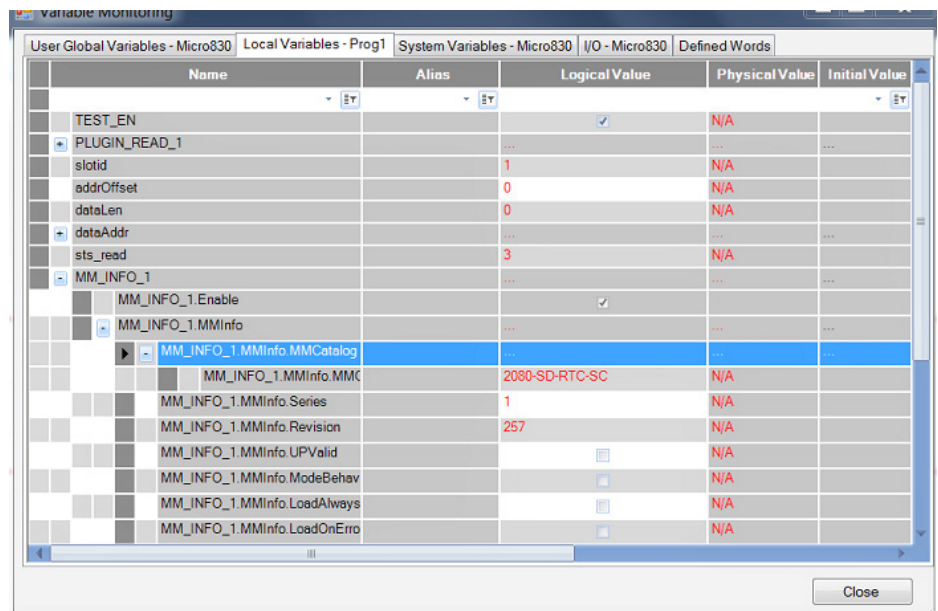 Variable Monitoring
User Global Variables - Micro830 Local Variables - Prog1 System Variables - Micro830 I/O - Micro830 Defined Words
Name Alias Logical Value Physical Value Initial Value
TEST_EN N/A
PLUGIN_READ_1 ... ... ...
slotid 1 N/A
addrOffset 0 N/A
dataLen 0 N/A
dataAddr ... ... ...
sts_read 3 N/A
MM_INFO_1 ... ... ...
MM_INFO_1.Enable
MM_INFO_1.MMInfo ... ... ...
MM_INFO_1.MMInfo.MMCatalog ... ... ...
MM_INFO_1.MMInfo.MMC 2080-SD-RTC-SC N/A
MM_INFO_1.MMInfo.Series 1 N/A
MM_INFO_1.MMInfo.Revision 257 N/A
MM_INFO_1.MMInfo.UPValid N/A
MM_INFO_1.MMInfo.ModeBehav N/A
MM_INFO_1.MMInfo.LoadAlways N/A
MM_INFO_1.MMInfo.LoadOnErro N/A
Close